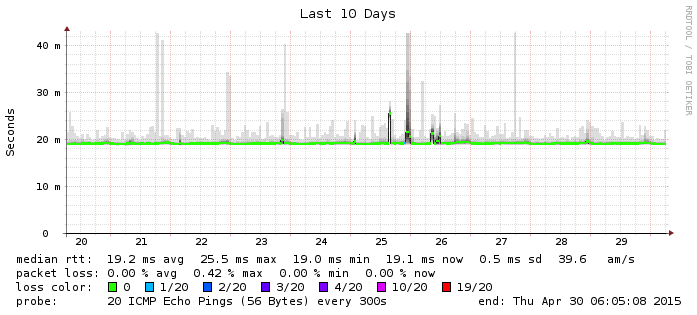 Last 10 Days
RRDTOOL / TOBI OETIKER
Seconds
40 m
30 m
20 m
10 m
0
20 21 22 23 24 25 26 27 28 29
median rtt: 19.2 ms avg 25.5 ms max 19.0 ms min 19.1 ms now 0.5 ms sd 39.6 am/s
packet loss: 0.00 % avg 0.42 % max 0.00 % min 0.00 % now
loss color: 0 1/20 2/20 3/20 4/20 10/20 19/20
probe: 20 ICMP Echo Pings (56 Bytes) every 300s end: Thu Apr 30 06:05:08 2015